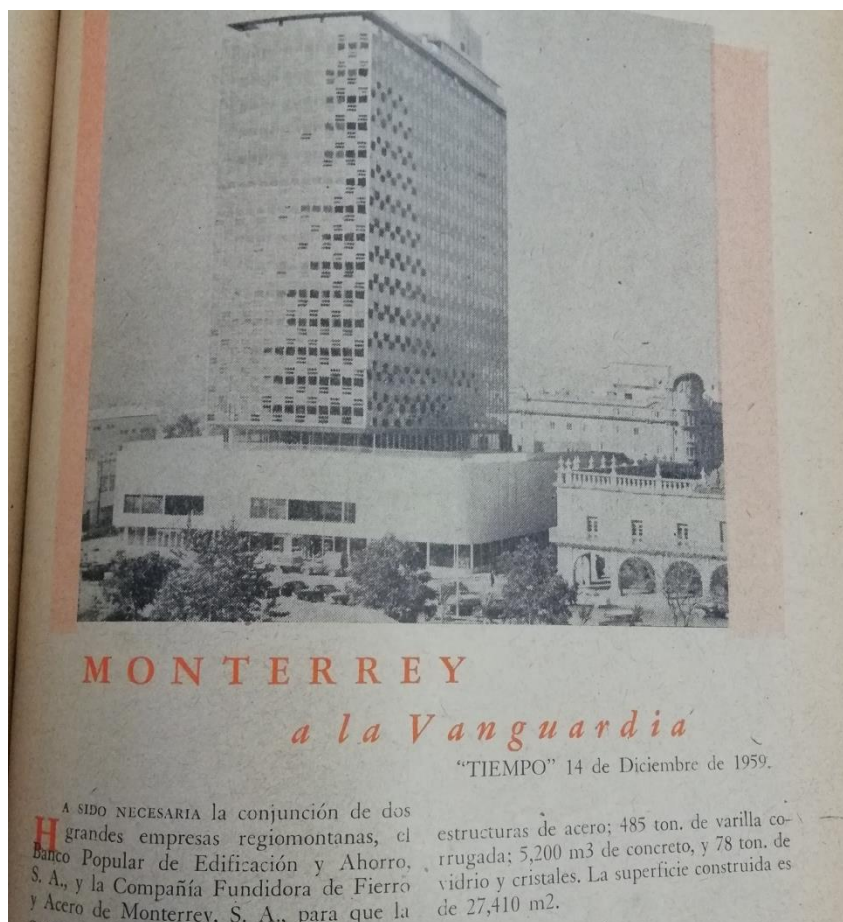 MONTERREY
a la Vanguardia
"TIEMPO" 14 de Diciembre de 1959.
HA SIDO NECESARIA la conjunción de dos
grandes empresas regiomontanas, el
Banco Popular de Edificación y Ahorro,
S. A., y la Compañía Fundidora de Fierro
y Acero de Monterrey, S. A., para que la
estructuras de acero; 485 ton. de varilla co-
rrugada; 5,200 m3 de concreto, y 78 ton. de
vidrio y cristales. La superficie construida es
de 27,410 m2.